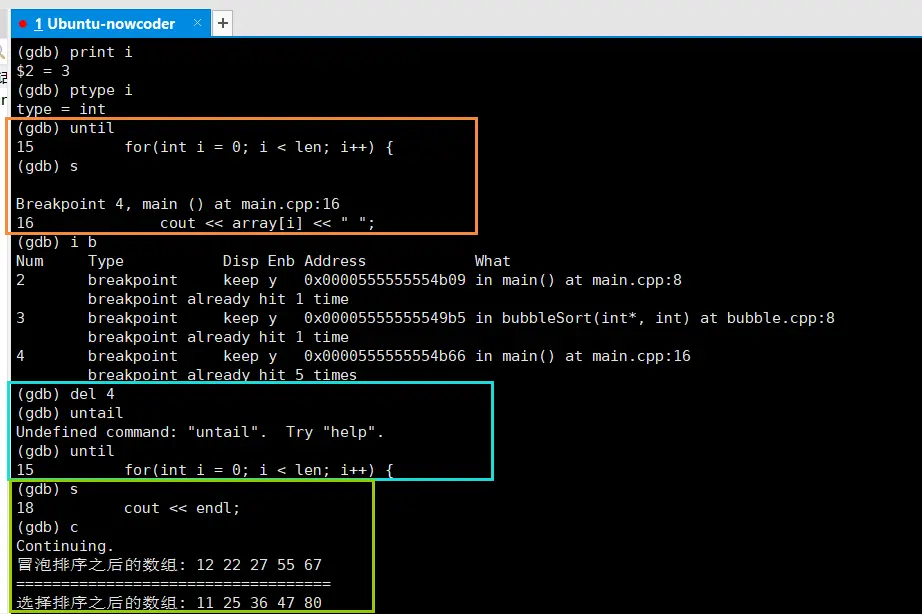 1 Ubuntu-nowcoder × +
(gdb) print i
$2 = 3
(gdb) ptype i
type = int
(gdb) until
15          for(int i = 0; i < len; i++) {
(gdb) s
Breakpoint 4, main () at main.cpp:16
16              cout << array[i] << " ";
(gdb) i b
Num     Type           Disp Enb Address            What
2       breakpoint     keep y   0x0000555555554b09 in main() at main.cpp:8
        breakpoint already hit 1 time
3       breakpoint     keep y   0x00005555555549b5 in bubbleSort(int*, int) at bubble.cpp:8
        breakpoint already hit 1 time
4       breakpoint     keep y   0x0000555555554b66 in main() at main.cpp:16
        breakpoint already hit 5 times
(gdb) del 4
(gdb) untail
Undefined command: "untail".  Try "help".
(gdb) until
15          for(int i = 0; i < len; i++) {
(gdb) s
18          cout << endl;
(gdb) c
Continuing.
冒泡排序之后的数组: 12 22 27 55 67
===================================
选择排序之后的数组: 11 25 36 47 80